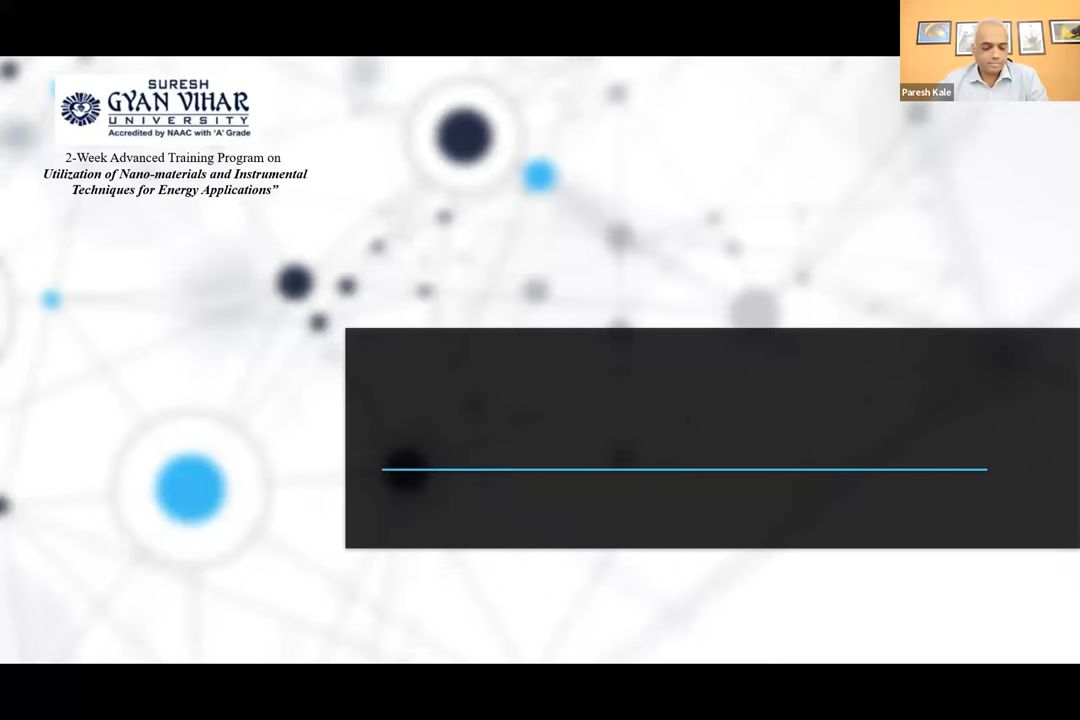 SURESH
GYAN VIHAR
UNIVERSITY
Accredited by NAAC with 'A' Grade
2-Week Advanced Training Program on
Utilization of Nano-materials and Instrumental
Techniques for Energy Applications”
Paresh Kale